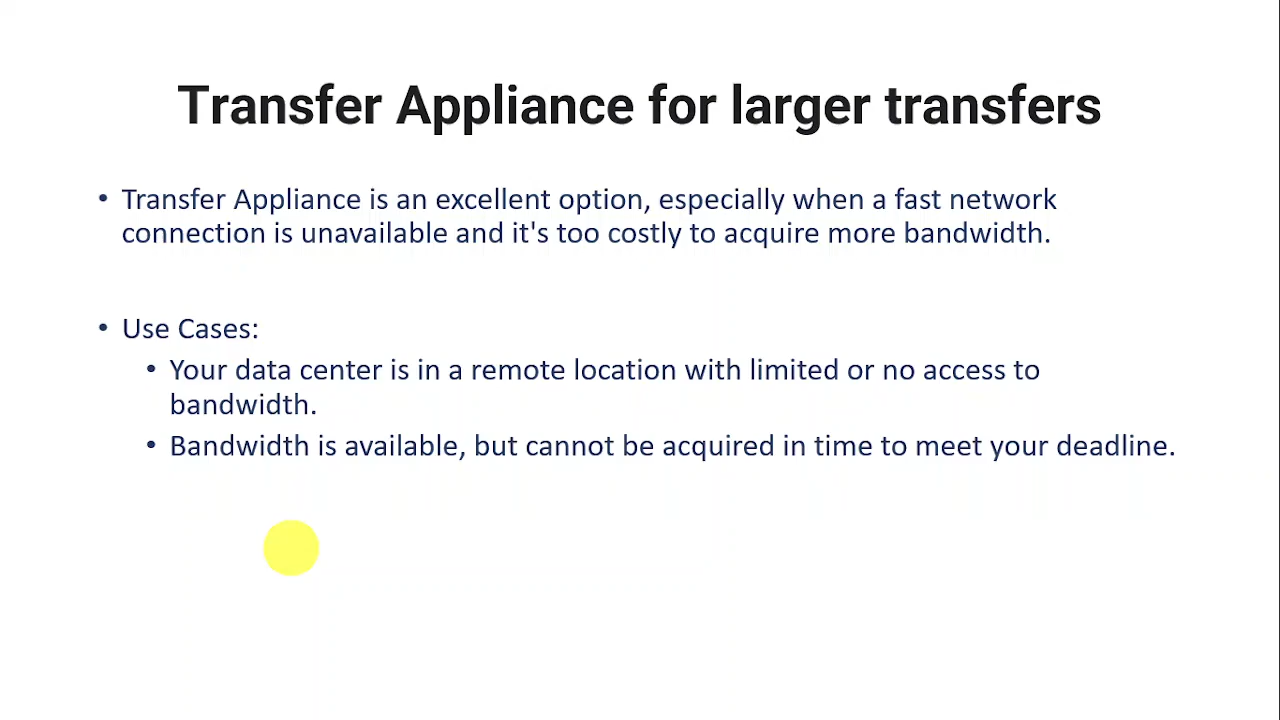 Transfer Appliance for larger transfers
• Transfer Appliance is an excellent option, especially when a fast network
connection is unavailable and it's too costly to acquire more bandwidth.
• Use Cases:
• Your data center is in a remote location with limited or no access to
bandwidth.
• Bandwidth is available, but cannot be acquired in time to meet your deadline.